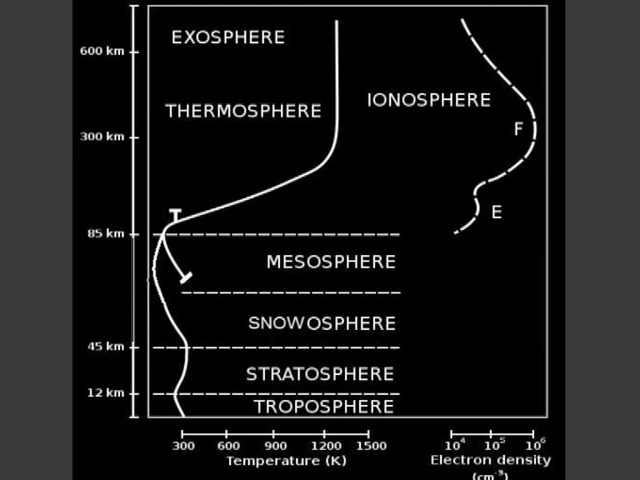 EXOSPHERE
600 km
THERMOSPHERE
IONOSPHERE
F
300 km
T
E
85 km
MESOSPHERE
SNOWOSPHERE
45 km
STRATOSPHERE
12 km
TROPOSPHERE
300 600 900 1200 1500
10⁴ 10⁵ 10⁶
Temperature (K)
Electron density
(cm⁻³)